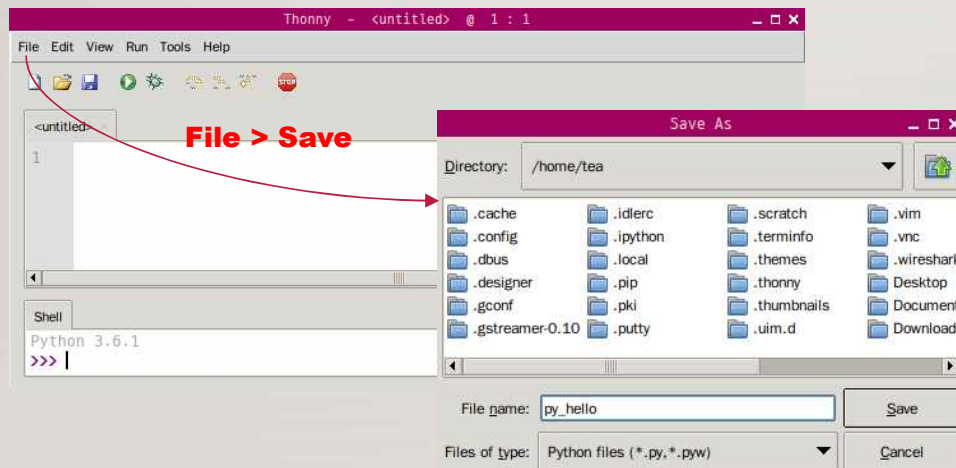 Thonny - <untitled> @ 1 : 1
File Edit View Run Tools Help
STOP
<untitled>
File > Save
1
Shell
Python 3.6.1
>>>
Save As
Directory: /home/tea
.cache .idlerc .scratch .vim
.config .ipython .terminfo .vnc
.dbus .local .themes .wireshark
.designer .pip .thonny Desktop
.gconf .pki .thumbnails Document
.gstreamer-0.10 .putty .uim.d Download
File name: py_hello Save
Files of type: Python files (*.py,*.pyw) Cancel